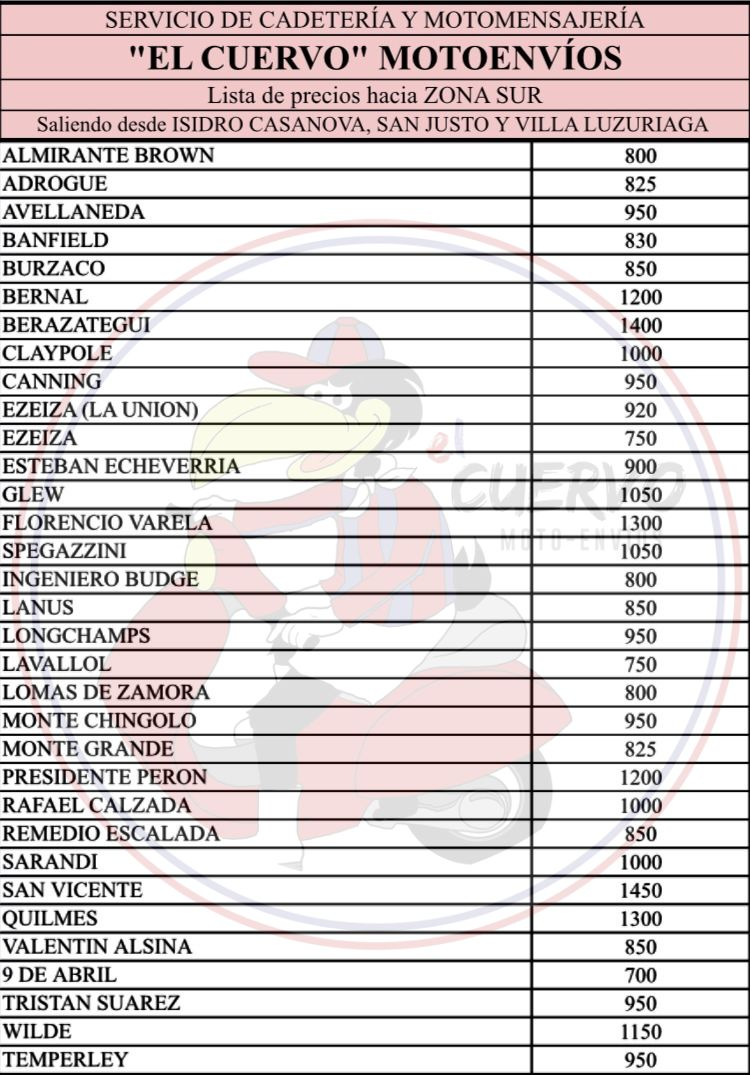 SERVICIO DE CADETERÍA Y MOTOMENSAJERÍA
"EL CUERVO" MOTOENVÍOS
Lista de precios hacia ZONA SUR
Saliendo desde ISIDRO CASANOVA, SAN JUSTO Y VILLA LUZURIAGA
ALMIRANTE BROWN 800
ADROGUE 825
AVELLANEDA 950
BANFIELD 830
BURZACO 850
BERNAL 1200
BERAZATEGUI 1400
CLAYPOLE 1000
CANNING 950
EZEIZA (LA UNION) 920
EZEIZA 750
ESTEBAN ECHEVERRIA 900
GLEW 1050
FLORENCIO VARELA 1300
SPEGAZZINI 1050
INGENIERO BUDGE 800
LANUS 850
LONGCHAMPS 950
LAVALLOL 750
LOMAS DE ZAMORA 800
MONTE CHINGOLO 950
MONTE GRANDE 825
PRESIDENTE PERON 1200
RAFAEL CALZADA 1000
REMEDIO ESCALADA 850
SARANDI 1000
SAN VICENTE 1450
QUILMES 1300
VALENTIN ALSINA 850
9 DE ABRIL 700
TRISTAN SUAREZ 950
WILDE 1150
TEMPERLEY 950
el
CUERVO
MOTO-ENVIOS